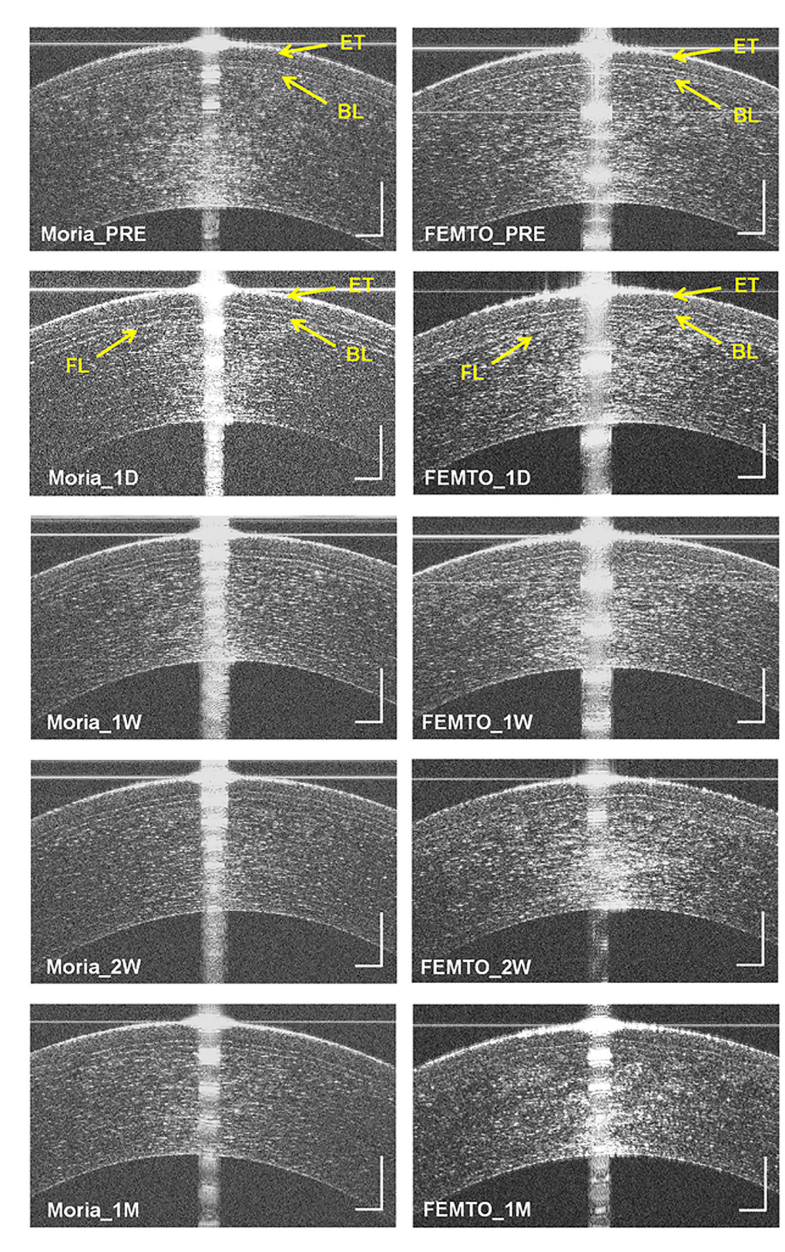 ET
BL
Moria_PRE
ET
BL
FEMTO_PRE
ET
BL
FL
Moria_1D
ET
BL
FL
FEMTO_1D
Moria_1W
FEMTO_1W
Moria_2W
FEMTO_2W
Moria_1M
FEMTO_1M